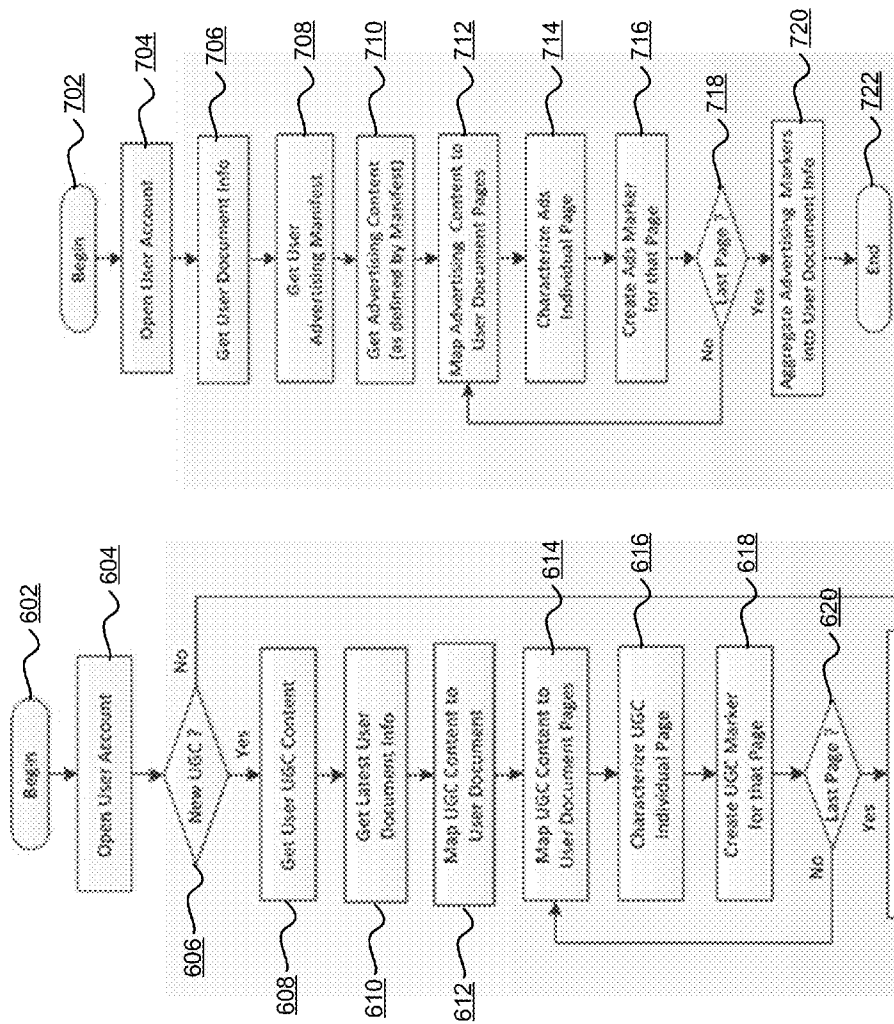 Begin
702
Open User Account
704
Get User Document Info
706
Get User
Advertising Manifest
708
Get Advertising Content
(as defined by Manifest)
710
Map Advertising Content to
User Document Pages
712
Characterize Ads
Individual Page
714
Create Ads Marker
for that Page
716
Last Page ?
718
No
Yes
Aggregate Advertising Markers
into User Document Info
720
End
722
Begin
602
Open User Account
604
New UGC ?
606
No
Yes
Get User UGC Content
608
Get Latest User
Document Info
610
Map UGC Content to
User Document
612
Map UGC Content to
User Document Pages
614
Characterize UGC
Individual Page
616
Create UGC Marker
for that Page
618
Last Page ?
620
No
Yes